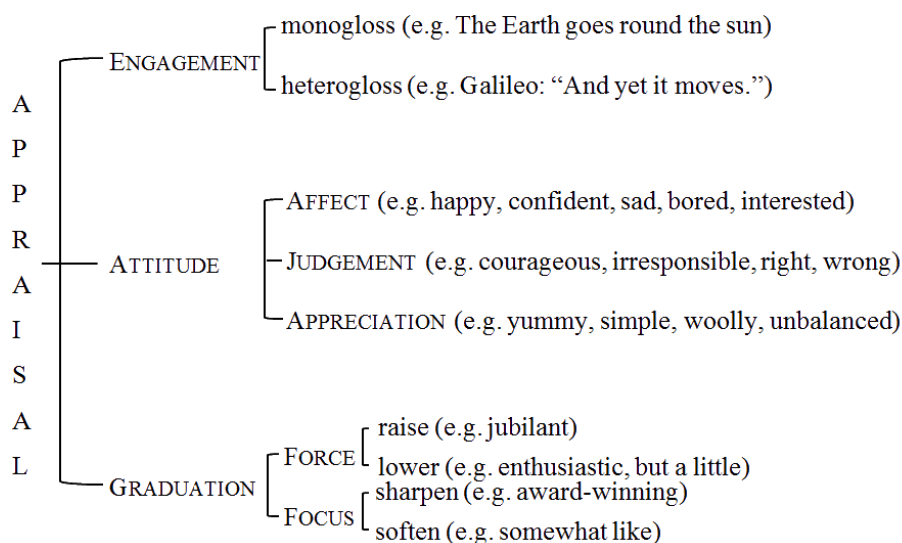 APPRAISAL
ENGAGEMENT
monogloss (e.g. The Earth goes round the sun)
heterogloss (e.g. Galileo: “And yet it moves.”)
ATTITUDE
AFFECT (e.g. happy, confident, sad, bored, interested)
JUDGEMENT (e.g. courageous, irresponsible, right, wrong)
APPRECIATION (e.g. yummy, simple, woolly, unbalanced)
GRADUATION
FORCE
raise (e.g. jubilant)
lower (e.g. enthusiastic, but a little)
FOCUS
sharpen (e.g. award-winning)
soften (e.g. somewhat like)